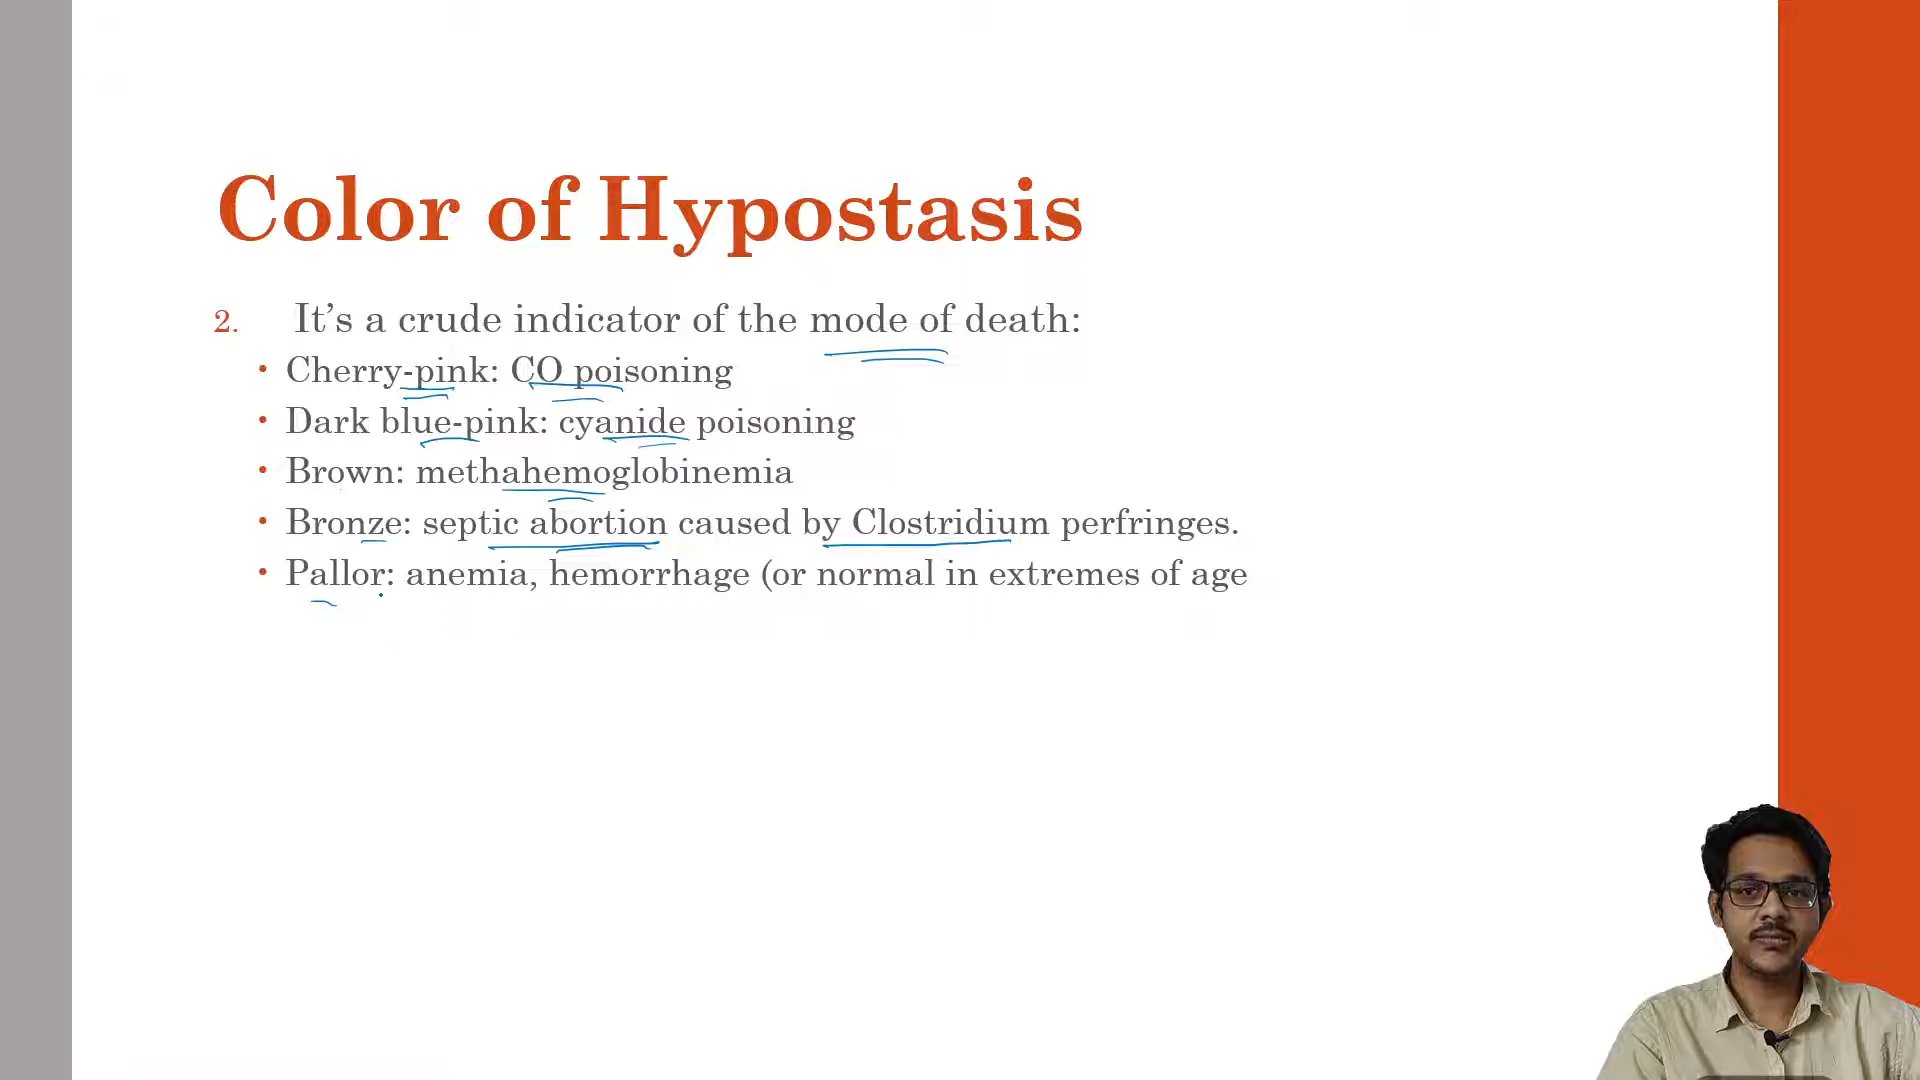 Color of Hypostasis
2. It’s a crude indicator of the mode of death:
• Cherry-pink: CO poisoning
• Dark blue-pink: cyanide poisoning
• Brown: methahemoglobinemia
• Bronze: septic abortion caused by Clostridium perfringes.
• Pallor: anemia, hemorrhage (or normal in extremes of age